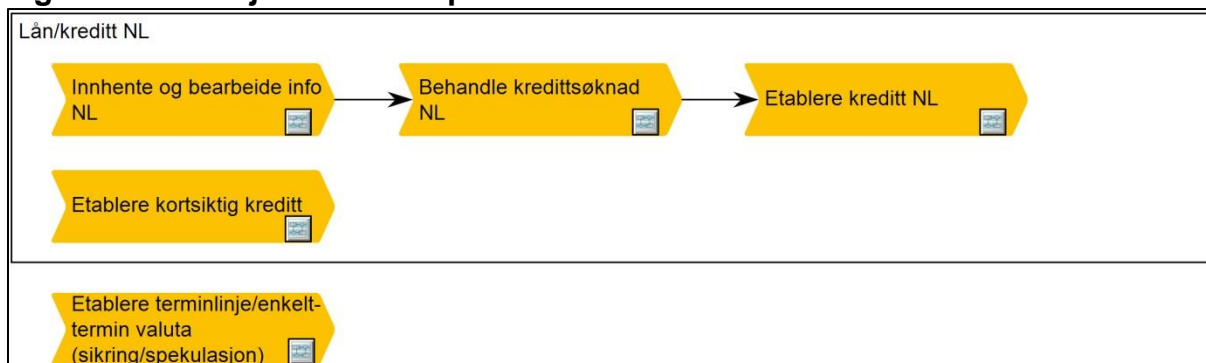 Lån/kreditt NL
Innhente og bearbeide info
NL
Behandle kredittsøknad
NL
Etablere kreditt NL
Etablere kortsiktig kreditt
Etablere terminlinje/enkelt-
termin valuta
(sikring/spekulasjon)